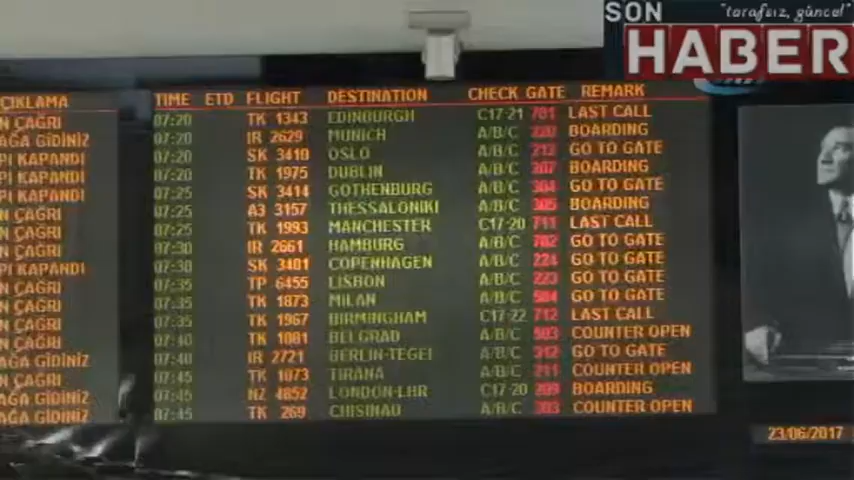 SON "tarafsız, güncel"
HABER
ÇIKLAMA TIME ETD FLIGHT DESTINATION CHECK GATE REMARK
N ÇAĞRI 07:20 TK 1343 EDINBURGH C17-21 701 LAST CALL
AĞA GİDİNİZ 07:20 IR 2629 MUNICH A/B/C 220 BOARDING
PI KAPANDI 07:20 SK 3410 OSLO A/B/C 212 GO TO GATE
PI KAPANDI 07:20 TK 1975 DUBLIN A/B/C 207 BOARDING
PI KAPANDI 07:25 SK 3414 GOTHENBURG A/B/C 304 GO TO GATE
N ÇAĞRI 07:25 A3 3157 THESSALONIKI A/B/C 305 BOARDING
N ÇAĞRI 07:25 TK 1993 MANCHESTER C17-20 711 LAST CALL
N ÇAĞRI 07:30 IR 2661 HAMBURG A/B/C 702 GO TO GATE
PI KAPANDI 07:30 SK 3401 COPENHAGEN A/B/C 224 GO TO GATE
N ÇAĞRI 07:35 TP 6455 LISBON A/B/C 223 GO TO GATE
N ÇAĞRI 07:35 TK 1873 MILAN A/B/C 504 GO TO GATE
N ÇAĞRI 07:35 TK 1967 BIRMINGHAM C17-22 712 LAST CALL
N ÇAĞRI 07:40 TK 1081 BELGRAD A/B/C 503 COUNTER OPEN
AĞA GİDİNİZ 07:40 IR 2721 BERLIN-TEGEL A/B/C 312 GO TO GATE
N ÇAĞRI 07:45 TK 1073 TIRANA A/B/C 211 COUNTER OPEN
AĞA GİDİNİZ 07:45 NZ 4852 LONDON-LHR C17-20 209 BOARDING
AĞA GİDİNİZ 07:45 TK 269 CHISINAU A/B/C 303 COUNTER OPEN
23/06/2017